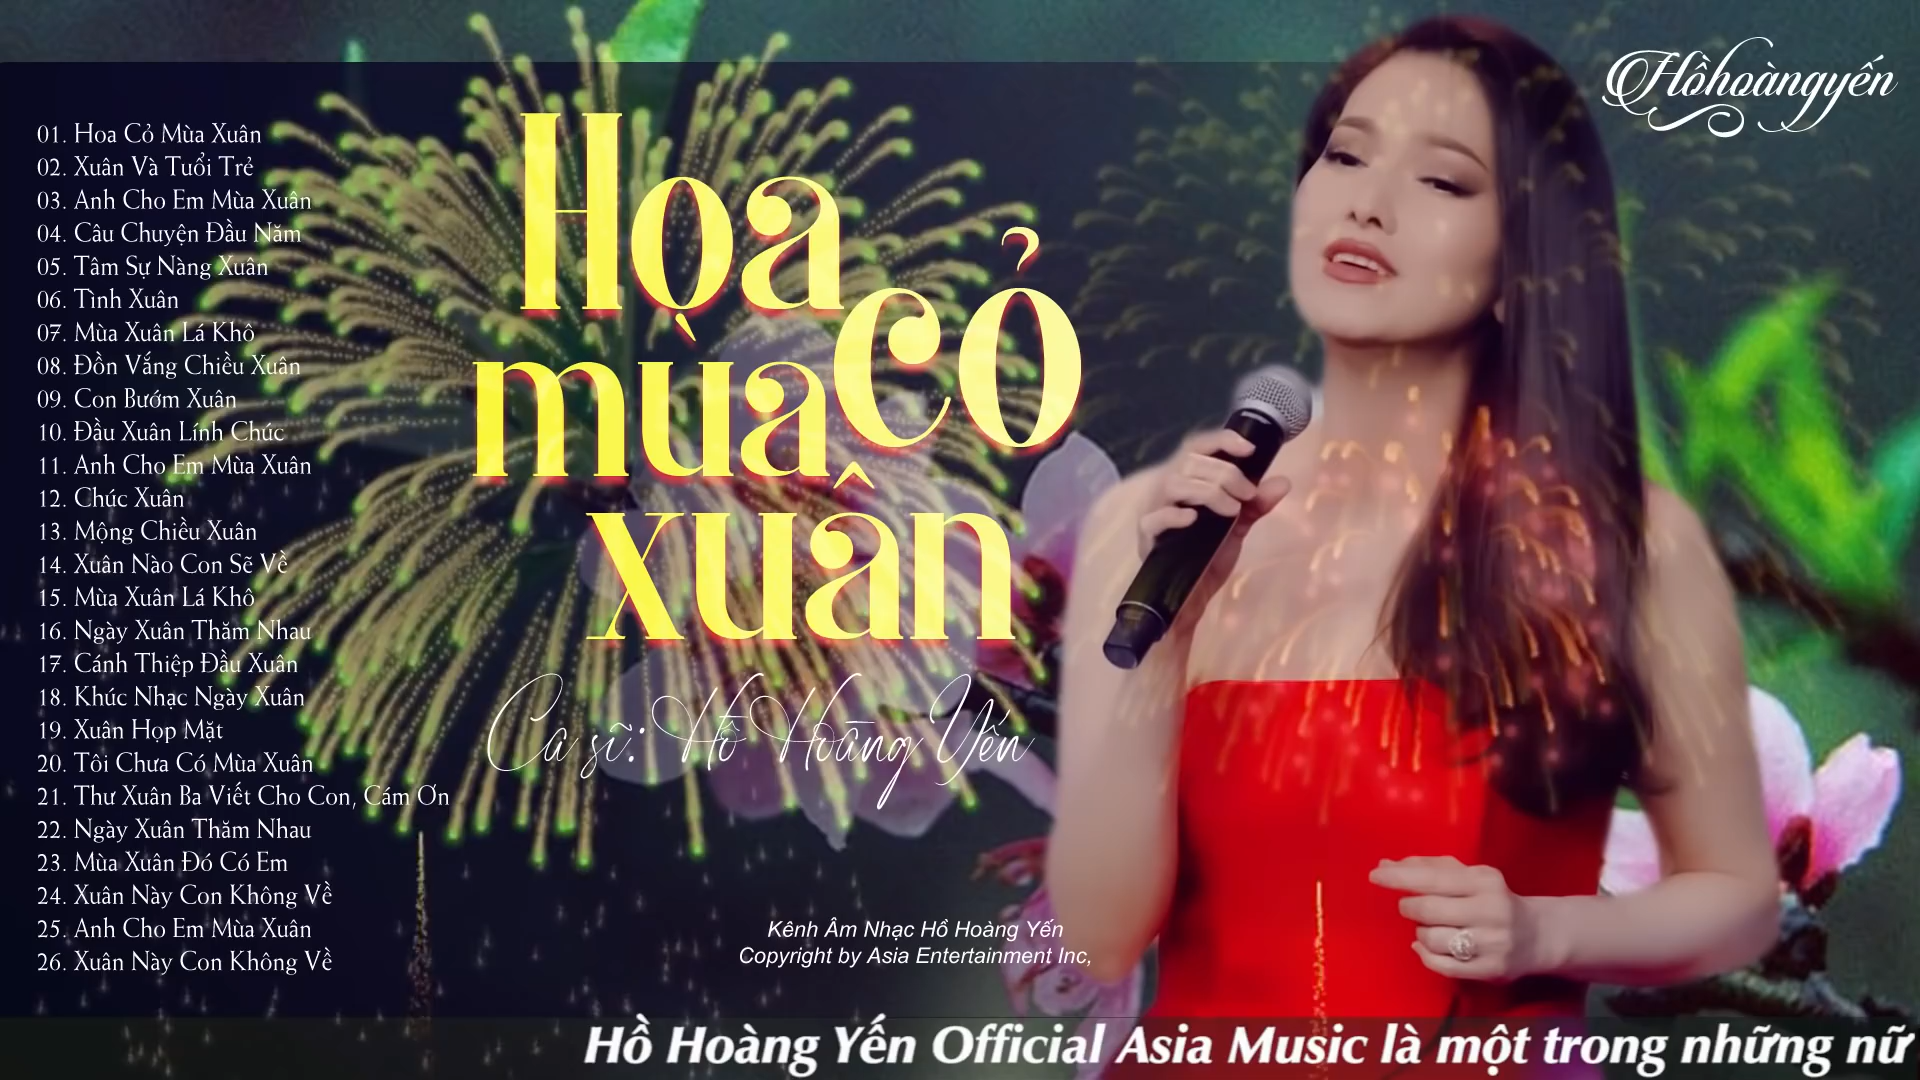 Hồhoàngyến
01. Hoa Cỏ Mùa Xuân
02. Xuân Và Tuổi Trẻ
03. Anh Cho Em Mùa Xuân
04. Câu Chuyện Đầu Năm
05. Tâm Sự Nàng Xuân
06. Tình Xuân
07. Mùa Xuân Lá Khô
08. Đồn Vắng Chiều Xuân
09. Con Bướm Xuân
10. Đầu Xuân Lính Chúc
11. Anh Cho Em Mùa Xuân
12. Chúc Xuân
13. Mộng Chiều Xuân
14. Xuân Nào Con Sẽ Về
15. Mùa Xuân Lá Khô
16. Ngày Xuân Thăm Nhau
17. Cánh Thiệp Đầu Xuân
18. Khúc Nhạc Ngày Xuân
19. Xuân Họp Mặt
20. Tôi Chưa Có Mùa Xuân
21. Thư Xuân Ba Viết Cho Con, Cám Ơn
22. Ngày Xuân Thăm Nhau
23. Mùa Xuân Đó Có Em
24. Xuân Này Con Không Về
25. Anh Cho Em Mùa Xuân
26. Xuân Này Con Không Về
Hoa
cỏ
mùa
xuân
Ca sĩ: Hồ Hoàng Yến
Kênh Âm Nhạc Hồ Hoàng Yến
Copyright by Asia Entertainment Inc,
Hồ Hoàng Yến Official Asia Music là một trong những nữ